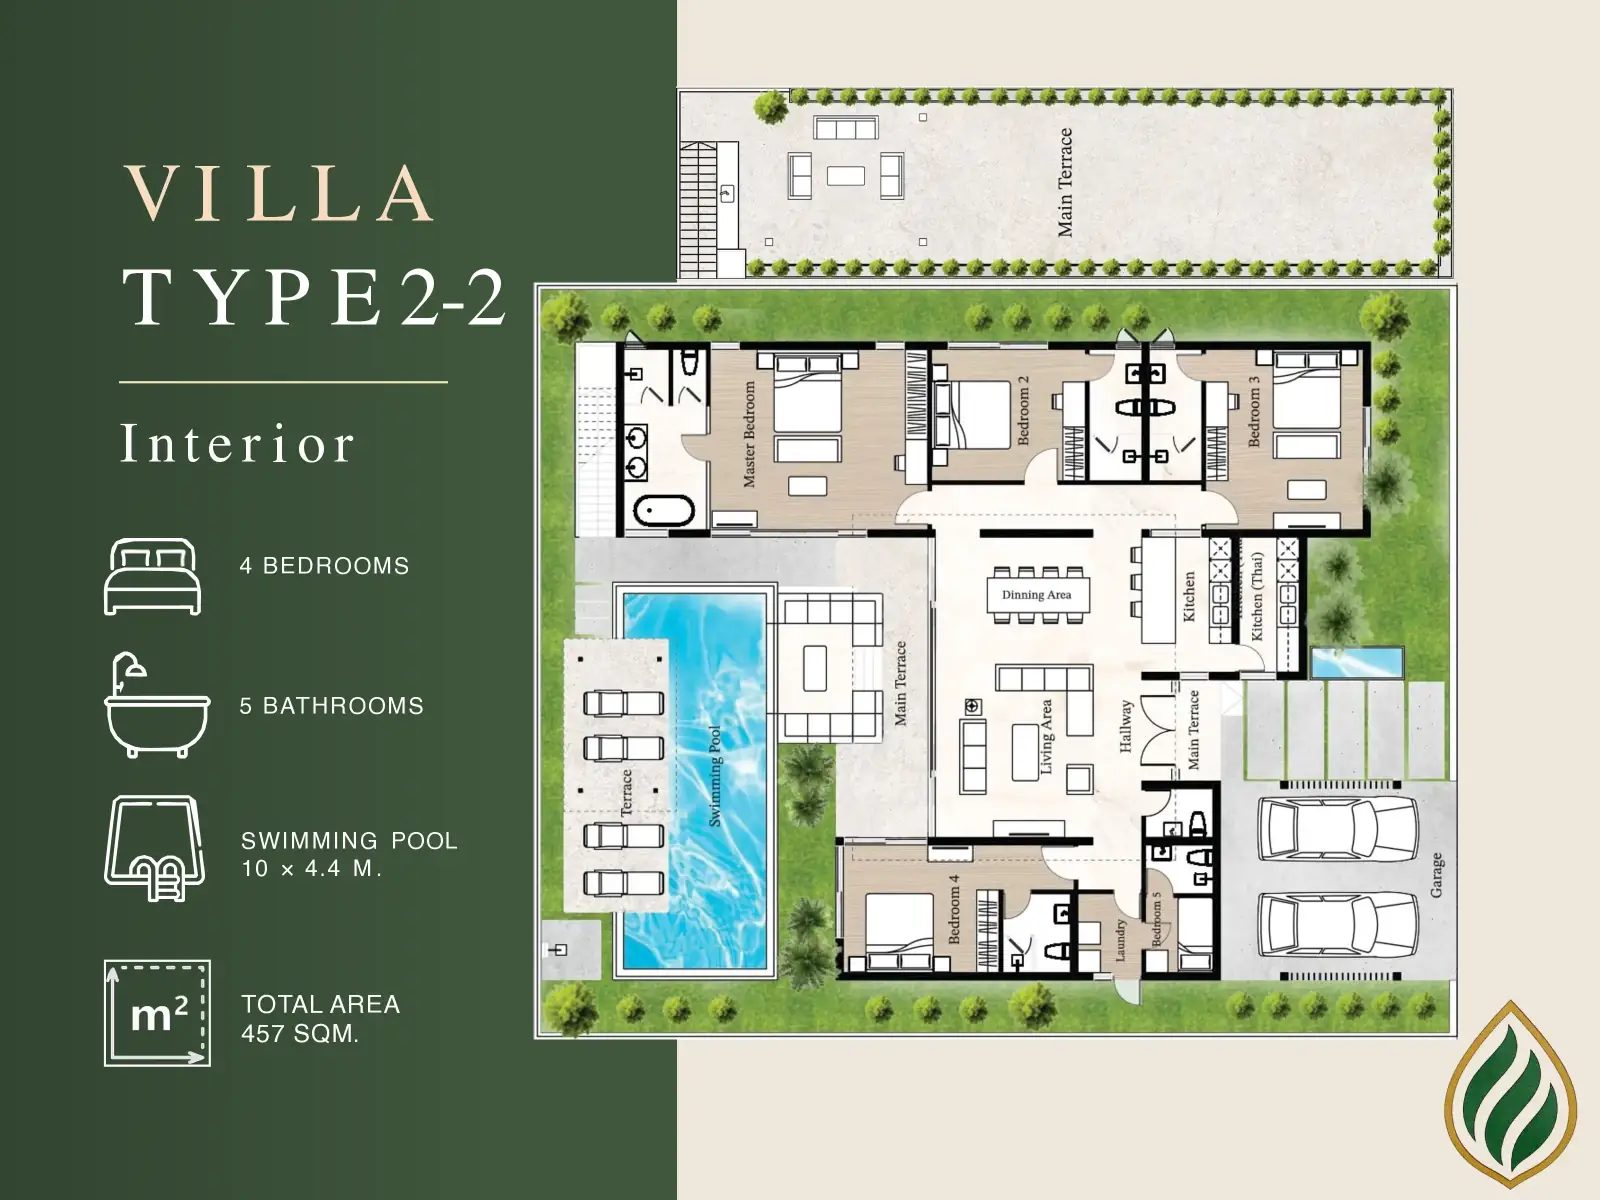 VILLA
TYPE 2-2
Interior
4 BEDROOMS
5 BATHROOMS
SWIMMING POOL
10 × 4.4 M.
m²
TOTAL AREA
457 SQM.
Main Terrace
Master Bedroom
Bedroom 2
Bedroom 3
Dinning Area
Kitchen
Kitchen (Thai)
Main Terrace
Living Area
Hallway
Main Terrace
Swimming Pool
Terrace
Garage
Bedroom 4
Laundry
Bedroom 5